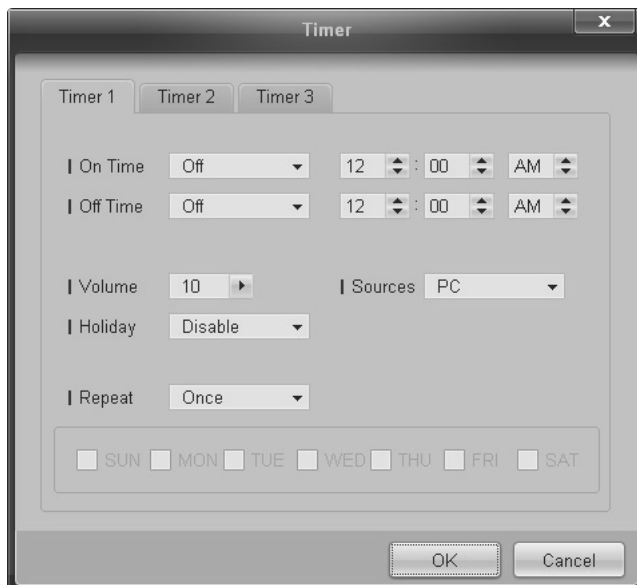 Timer
x
Timer 1 Timer 2 Timer 3
On Time Off 12 : 00 AM
Off Time Off 12 : 00 AM
Volume 10 Sources PC
Holiday Disable
Repeat Once
SUN MON TUE WED THU FRI SAT
OK Cancel